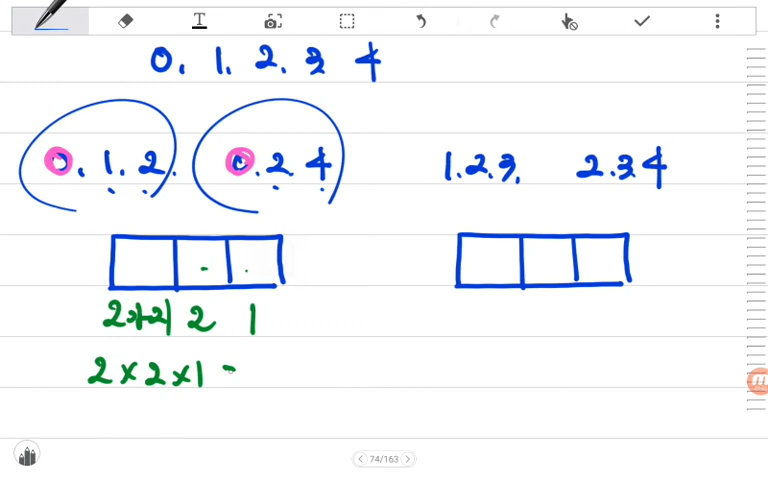 0. 1. 2. 3 4
0. 1. 2. 0. 2. 4 1. 2. 3. 2. 3. 4
2 2 1
2 × 2 × 1 =
74/163